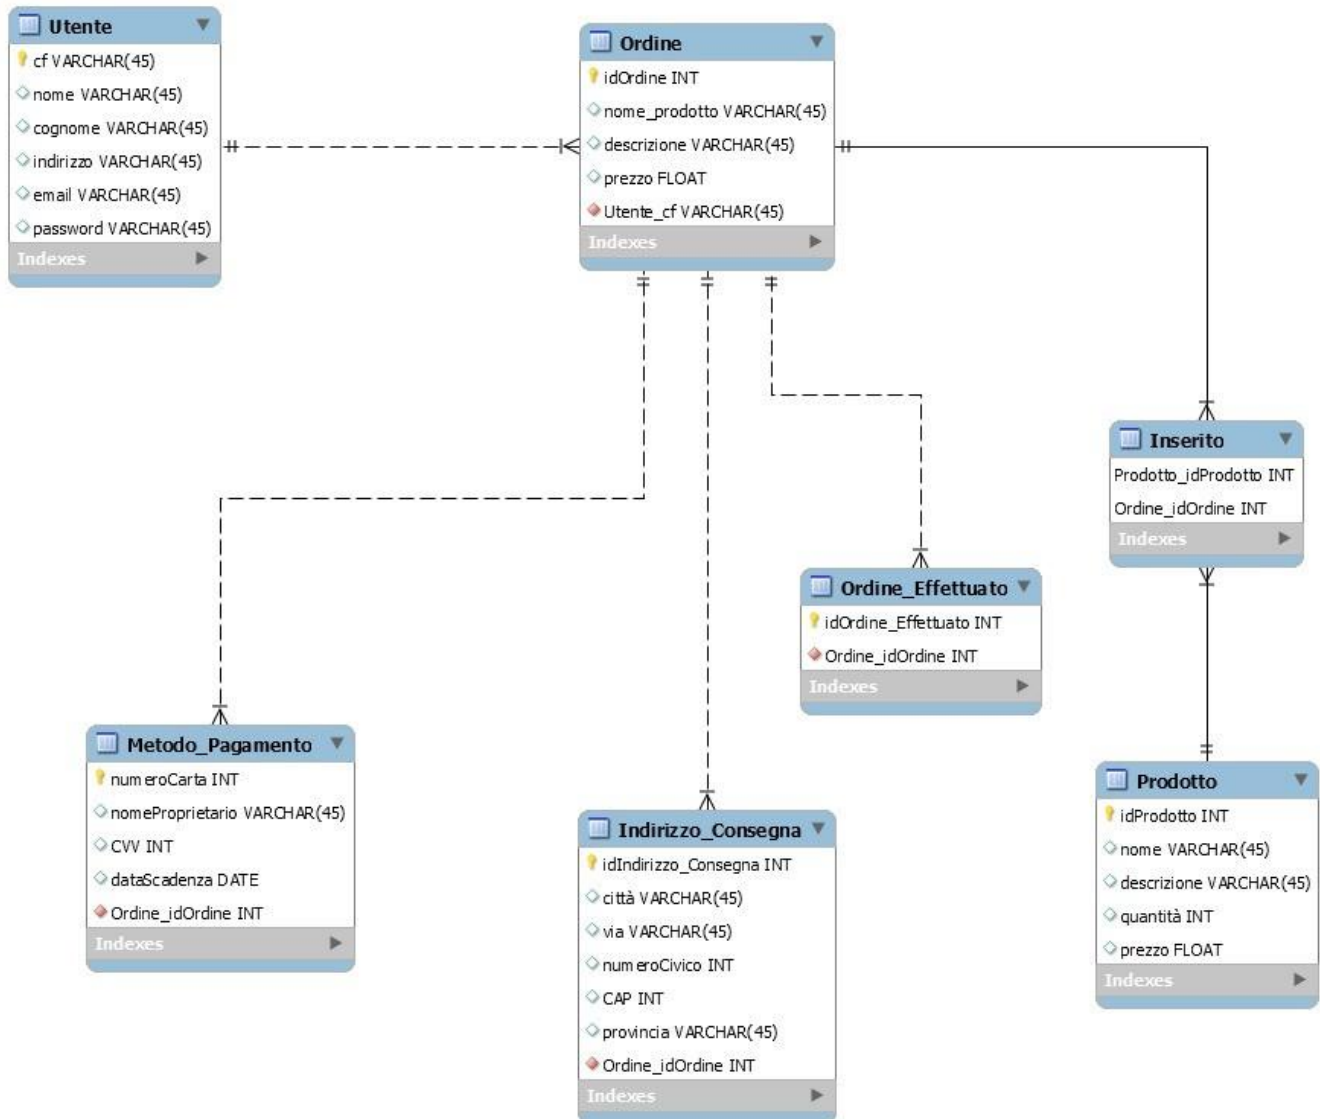 Utente
cf VARCHAR(45)
nome VARCHAR(45)
cognome VARCHAR(45)
indirizzo VARCHAR(45)
email VARCHAR(45)
password VARCHAR(45)
Indexes
Ordine
idOrdine INT
nome_prodotto VARCHAR(45)
descrizione VARCHAR(45)
prezzo FLOAT
Utente_cf VARCHAR(45)
Indexes
Inserito
Prodotto_idProdotto INT
Ordine_idOrdine INT
Indexes
Ordine_Effettuato
idOrdine_Effettuato INT
Ordine_idOrdine INT
Indexes
Metodo_Pagamento
numeroCarta INT
nomeProprietario VARCHAR(45)
CVV INT
dataScadenza DATE
Ordine_idOrdine INT
Indexes
Indirizzo_Consegna
idIndirizzo_Consegna INT
città VARCHAR(45)
via VARCHAR(45)
numeroCivico INT
CAP INT
provincia VARCHAR(45)
Ordine_idOrdine INT
Indexes
Prodotto
idProdotto INT
nome VARCHAR(45)
descrizione VARCHAR(45)
quantità INT
prezzo FLOAT
Indexes